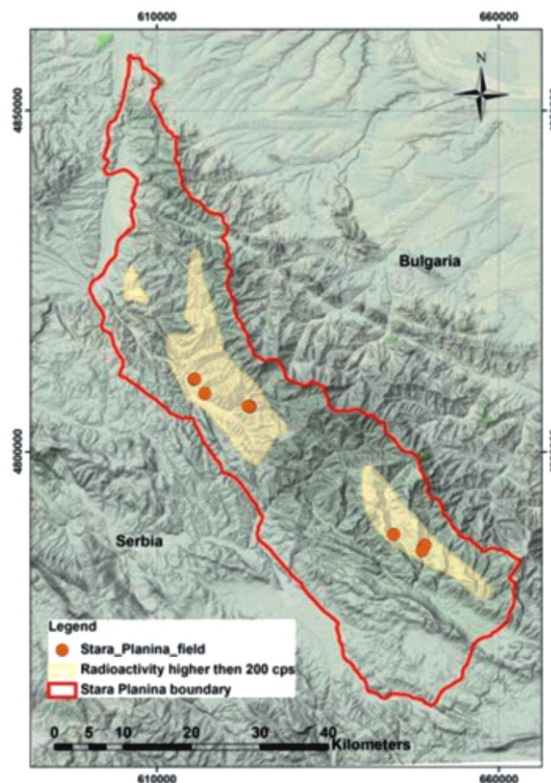 610000 660000
N
4850000
Bulgaria
4800000
Serbia
Legend
Stara_Planina_field
Radioactivity higher then 200 cps
Stara Planina boundary
0 5 10 20 30 40
Kilometers
610000 660000